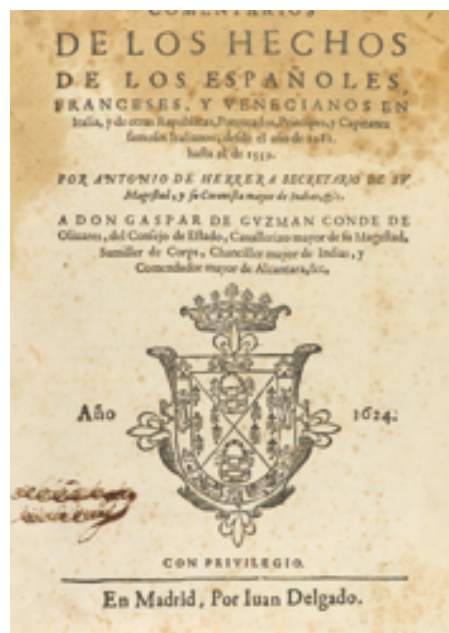 COMENTARIOS
DE LOS HECHOS
DE LOS ESPAÑOLES,
FRANCESES, Y VENECIANOS EN
Italia, y de otras Republicas, Potentados, Principes, y Capitanes
famosos Italianos, desde el año de 1281.
hasta el de 1559.
POR ANTONIO DE HERRERA SECRETARIO DE SV
Magestad, y su Coronista mayor de Indias, &c.
A DON GASPAR DE GVZMAN CONDE DE
Olivares, del Consejo de Estado, Cavallerizo mayor de su Magestad,
Sumiller de Corps, Chanciller mayor de Indias, y
Comendador mayor de Alcantara, &c.
Año 1624.
CON PRIVILEGIO.
En Madrid, Por Iuan Delgado.